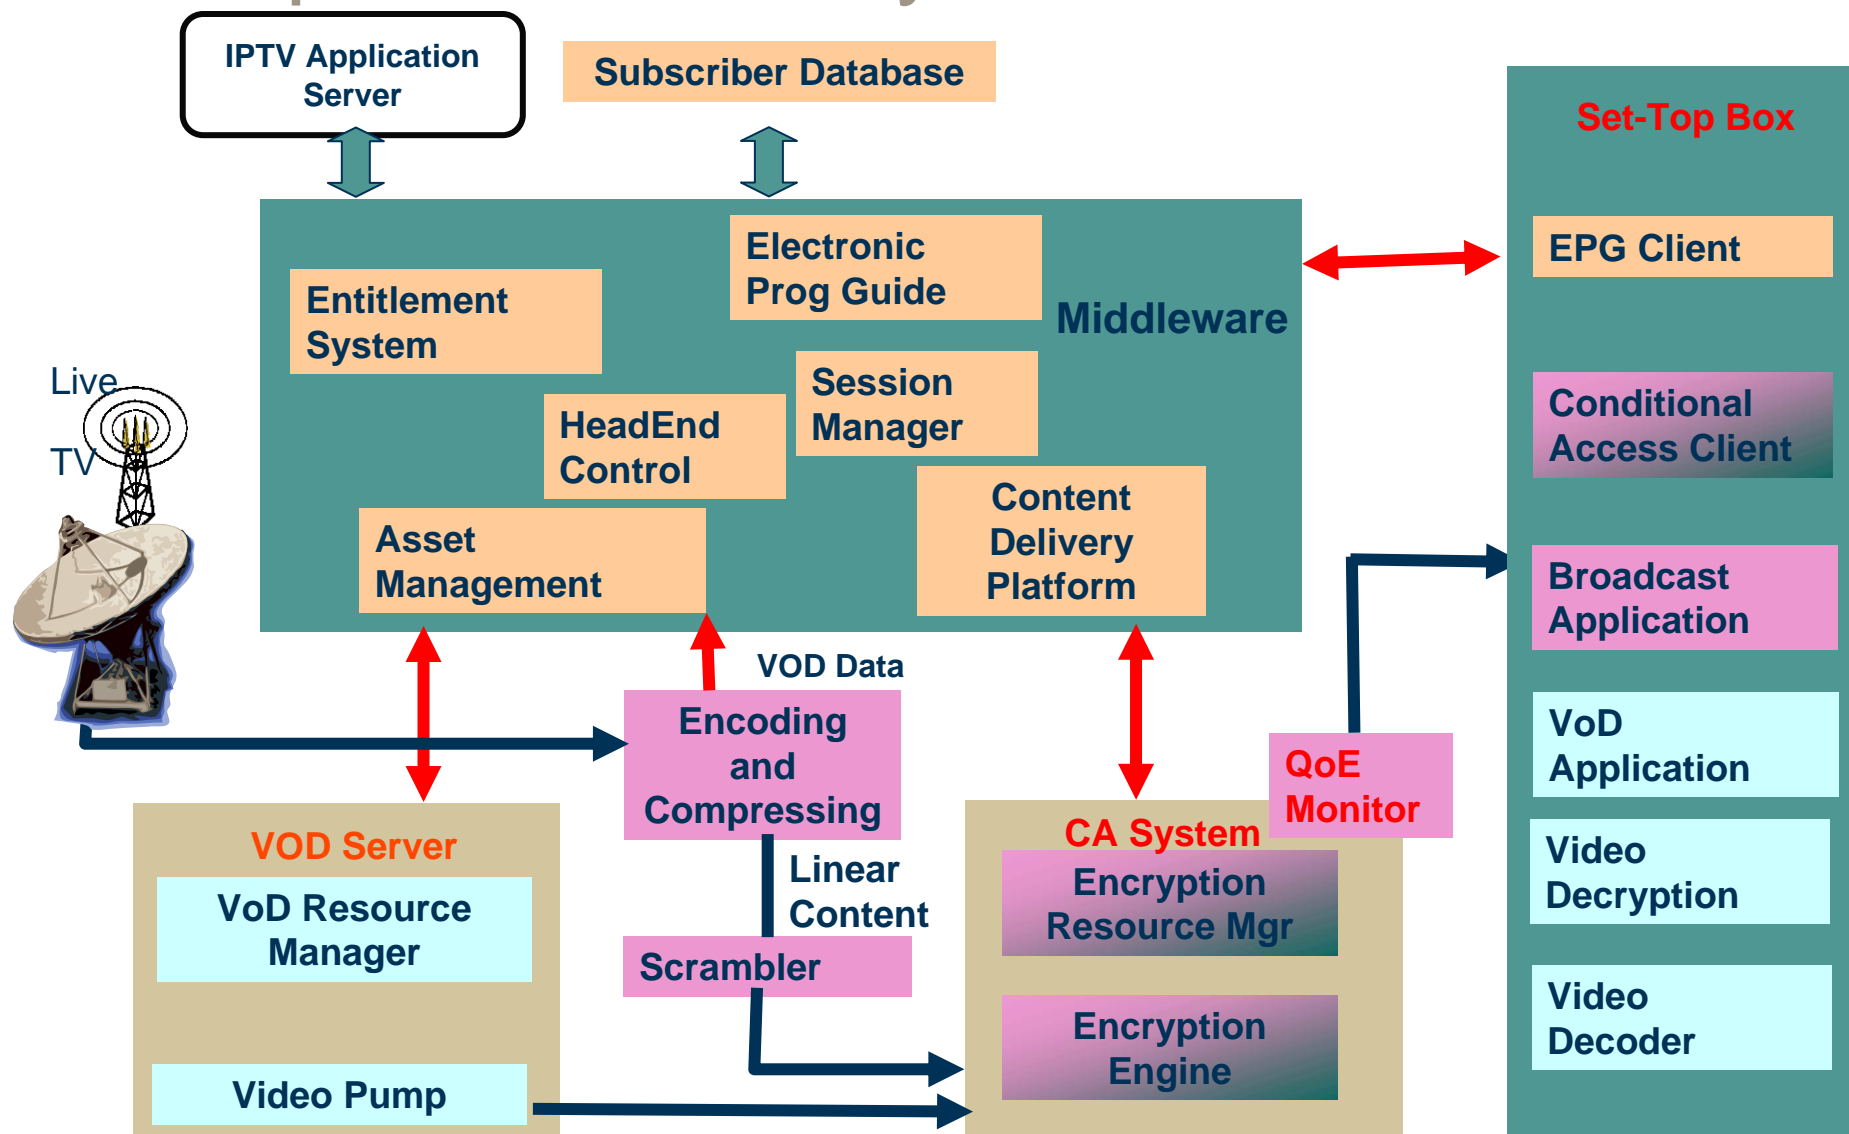 IPTV Application
Server
Subscriber Database
Set-Top Box
Electronic
Prog Guide
EPG Client
Entitlement
System
Middleware
Live
TV
Session
Manager
HeadEnd
Control
Conditional
Access Client
Content
Delivery
Platform
Asset
Management
Broadcast
Application
VOD Data
Encoding
and
Compressing
VoD
Application
QoE
Monitor
VOD Server
CA System
Video
Decryption
Linear
Content
VoD Resource
Manager
Encryption
Resource Mgr
Scrambler
Video
Decoder
Encryption
Engine
Video Pump